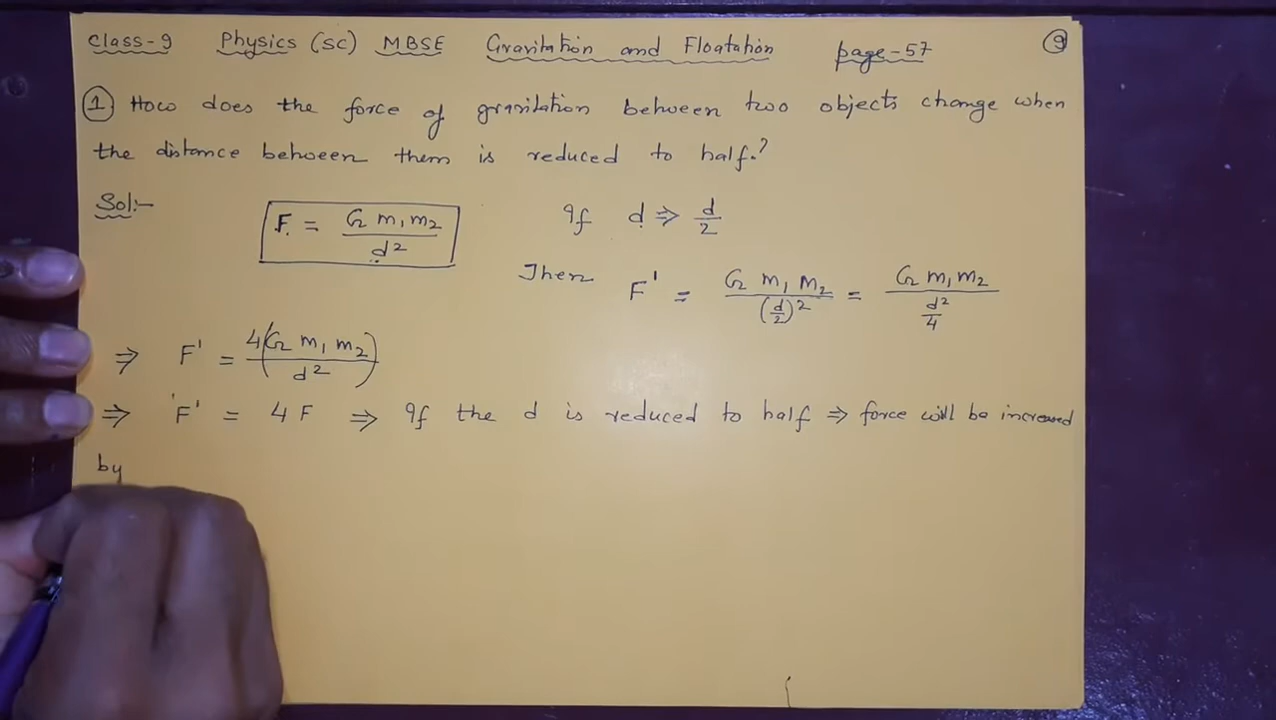 Class-9 Physics (SC) MBSE Gravitation and Floatation page-57 9
1 How does the force of gravitation between two objects change when
the distance between them is reduced to half.?
Sol:-
F = G m₁ m₂ / d² If d ⇒ d/2
Then F' = G m₁ m₂ / (d/2)² = G m₁ m₂ / d²/4
⇒ F' = 4(G m₁ m₂ / d²)
⇒ F' = 4 F ⇒ If the d is reduced to half ⇒ force will be increased
by